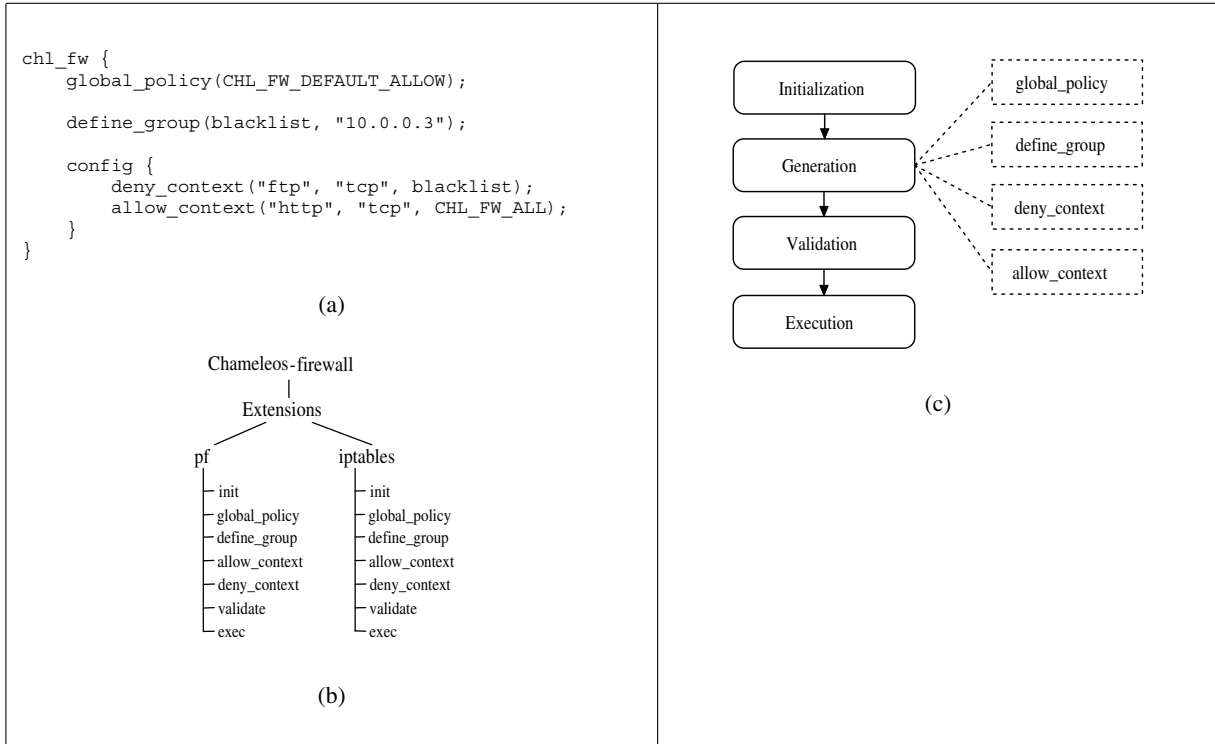 chl_fw {
    global_policy(CHL_FW_DEFAULT_ALLOW);
    define_group(blacklist, "10.0.0.3");
    config {
        deny_context("ftp", "tcp", blacklist);
        allow_context("http", "tcp", CHL_FW_ALL);
    }
}
(a)
Chameleos-firewall
Extensions
pf
init
global_policy
define_group
allow_context
deny_context
validate
exec
iptables
init
global_policy
define_group
allow_context
deny_context
validate
exec
(b)
Initialization
Generation
Validation
Execution
global_policy
define_group
deny_context
allow_context
(c)